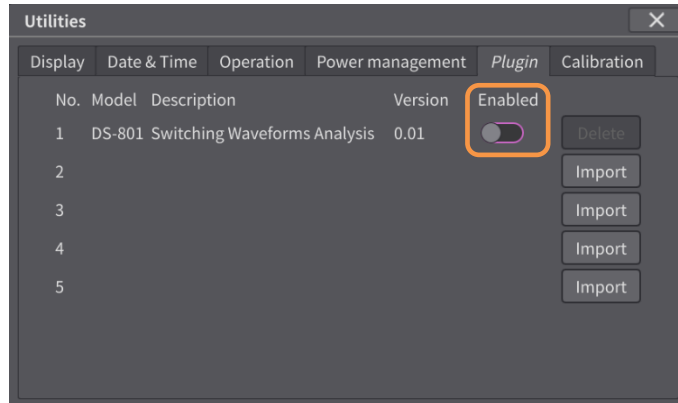 Utilities
Display Date & Time Operation Power management Plugin Calibration
No. Model Description Version Enabled
1 DS-801 Switching Waveforms Analysis 0.01 Delete
2 Import
3 Import
4 Import
5 Import